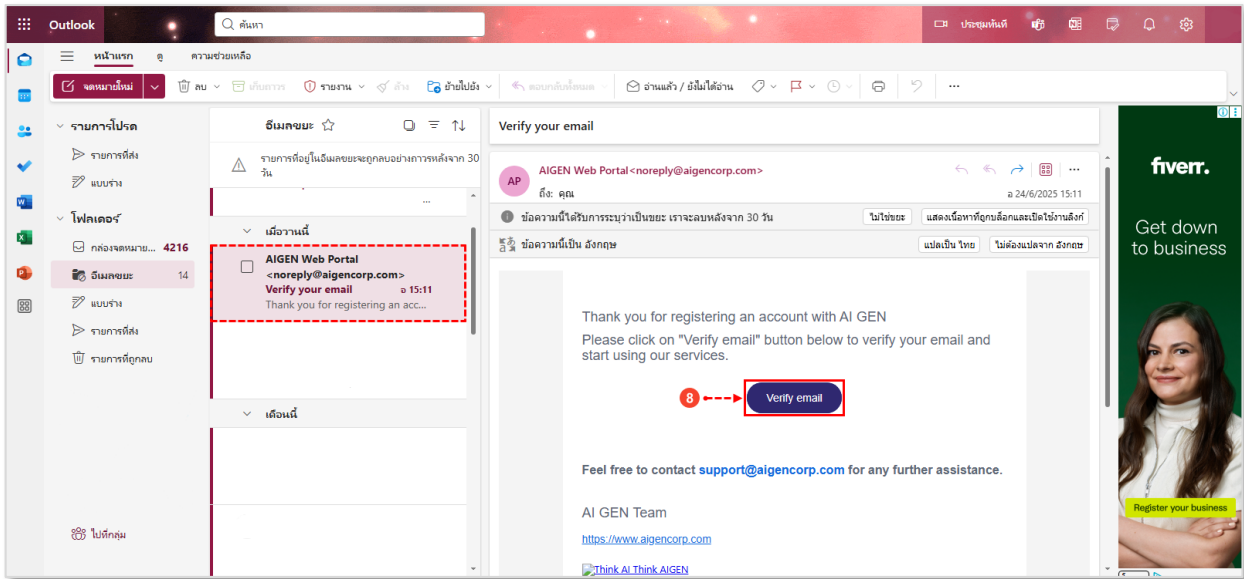 Outlook
ค้นหา
ประชุมทันที
หน้าแรก
ดู
ความช่วยเหลือ
จดหมายใหม่
ลบ
เก็บถาวร
รายงาน
ล้าง
ย้ายไปยัง
ตอบกลับทั้งหมด
อ่านแล้ว / ยังไม่ได้อ่าน
รายการโปรด
รายการที่ส่ง
แบบร่าง
โฟลเดอร์
กล่องจดหมาย... 4216
อีเมลขยะ 14
แบบร่าง
รายการที่ส่ง
รายการที่ถูกลบ
ไปที่กลุ่ม
อีเมลขยะ
รายการที่อยู่ในอีเมลขยะจะถูกลบอย่างถาวรหลังจาก 30
วัน
เมื่อวานนี้
AIGEN Web Portal
<noreply@aigencorp.com>
Verify your email อ 15:11
Thank you for registering an acc...
เดือนนี้
Verify your email
AP
AIGEN Web Portal<noreply@aigencorp.com>
ถึง: คุณ
อ 24/6/2025 15:11
ข้อความนี้ได้รับการระบุว่าเป็นขยะ เราจะลบหลังจาก 30 วัน
ไม่ใช่ขยะ
แสดงเนื้อหาที่ถูกบล็อกและเปิดใช้งานลิงก์
ข้อความนี้เป็น อังกฤษ
แปลเป็น ไทย
ไม่ต้องแปลจาก อังกฤษ
Thank you for registering an account with AI GEN
Please click on "Verify email" button below to verify your email and
start using our services.
8
Verify email
Feel free to contact support@aigencorp.com for any further assistance.
AI GEN Team
https://www.aigencorp.com
Think AI Think AIGEN
fiverr.
Get down
to business
Register your business